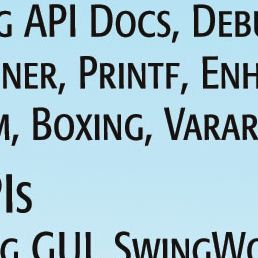 G API DOCS, DEBU
NER, PRINTF, ENH
M, BOXING, VARAR
PIs
G GUI, SWINGWO